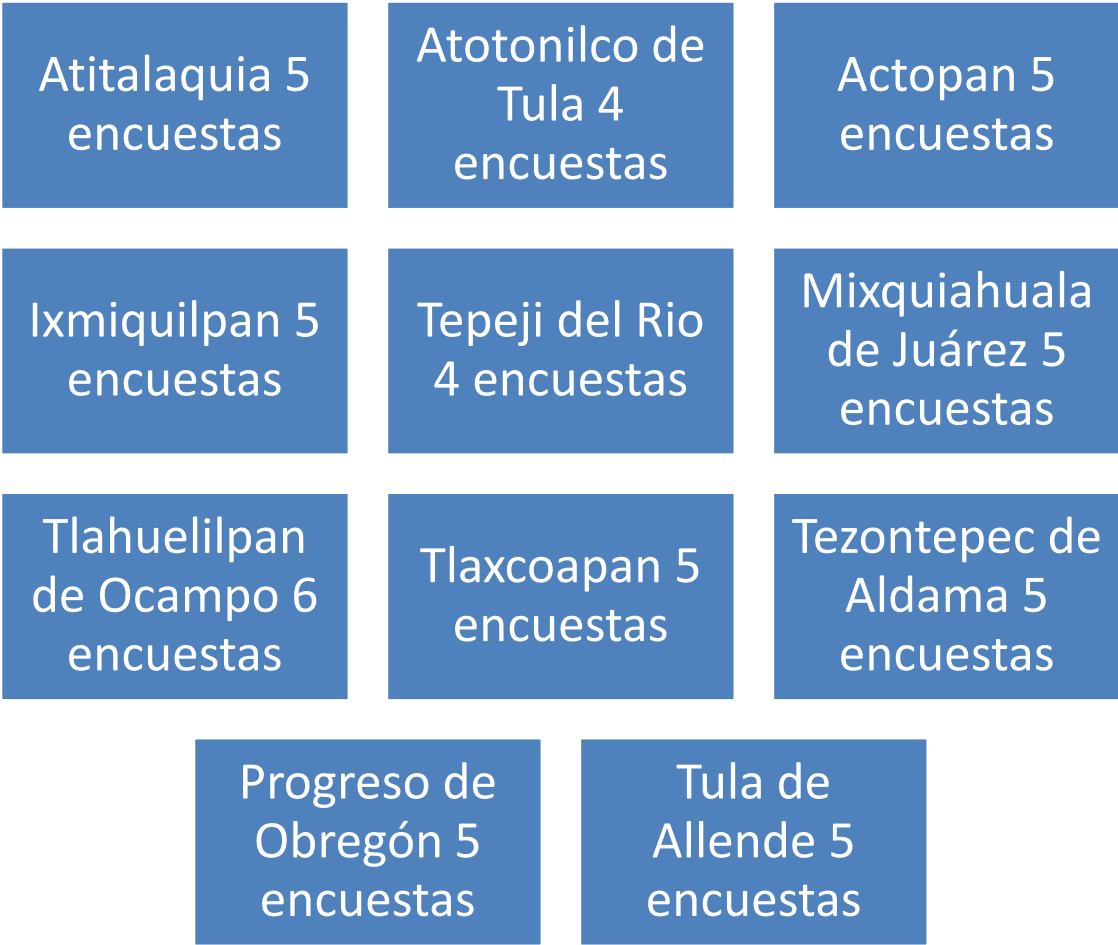 Atitalaquia 5
encuestas
Atotonilco de
Tula 4
encuestas
Actopan 5
encuestas
Ixmiquilpan 5
encuestas
Tepeji del Rio
4 encuestas
Mixquiahuala
de Juárez 5
encuestas
Tlahuelilpan
de Ocampo 6
encuestas
Tlaxcoapan 5
encuestas
Tezontepec de
Aldama 5
encuestas
Progreso de
Obregón 5
encuestas
Tula de
Allende 5
encuestas